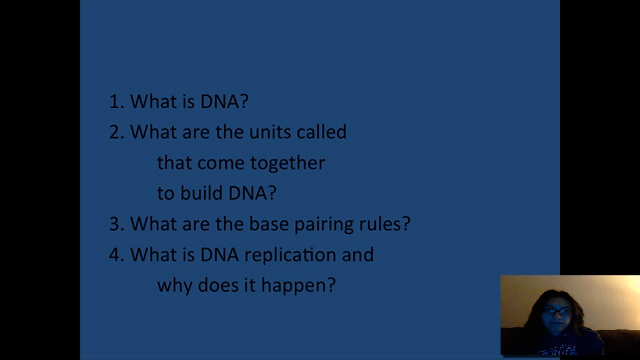 1. What is DNA?
2. What are the units called
that come together
to build DNA?
3. What are the base pairing rules?
4. What is DNA replication and
why does it happen?